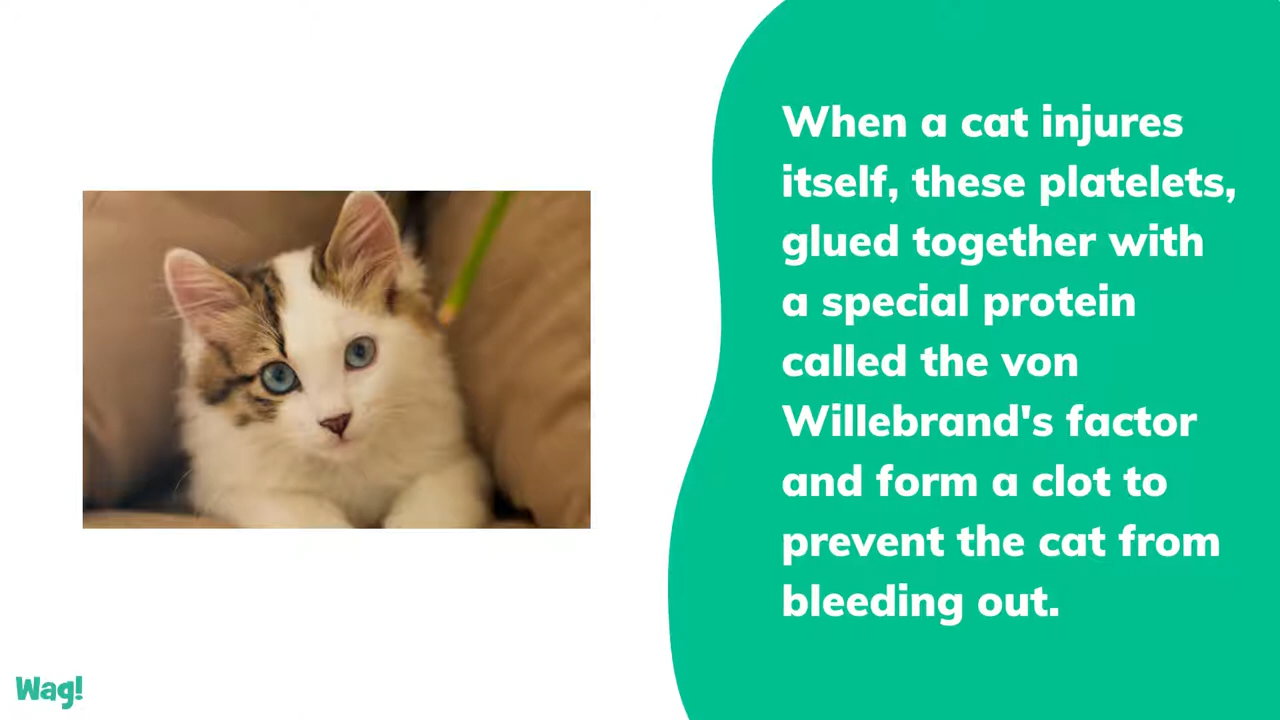 When a cat injures
itself, these platelets,
glued together with
a special protein
called the von
Willebrand's factor
and form a clot to
prevent the cat from
bleeding out.
Wag!